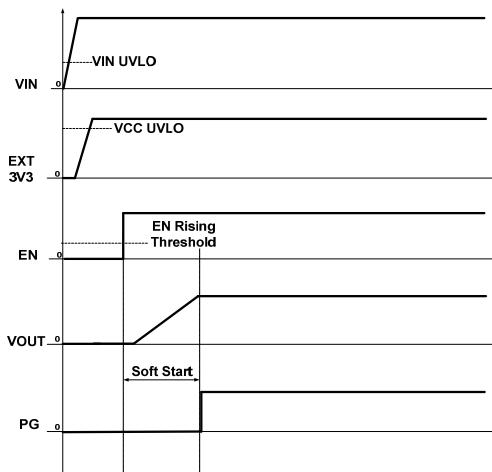 VIN UVLO
VIN
0
VCC UVLO
EXT
3V3
0
EN Rising
Threshold
EN
0
VOUT
0
Soft Start
PG
0